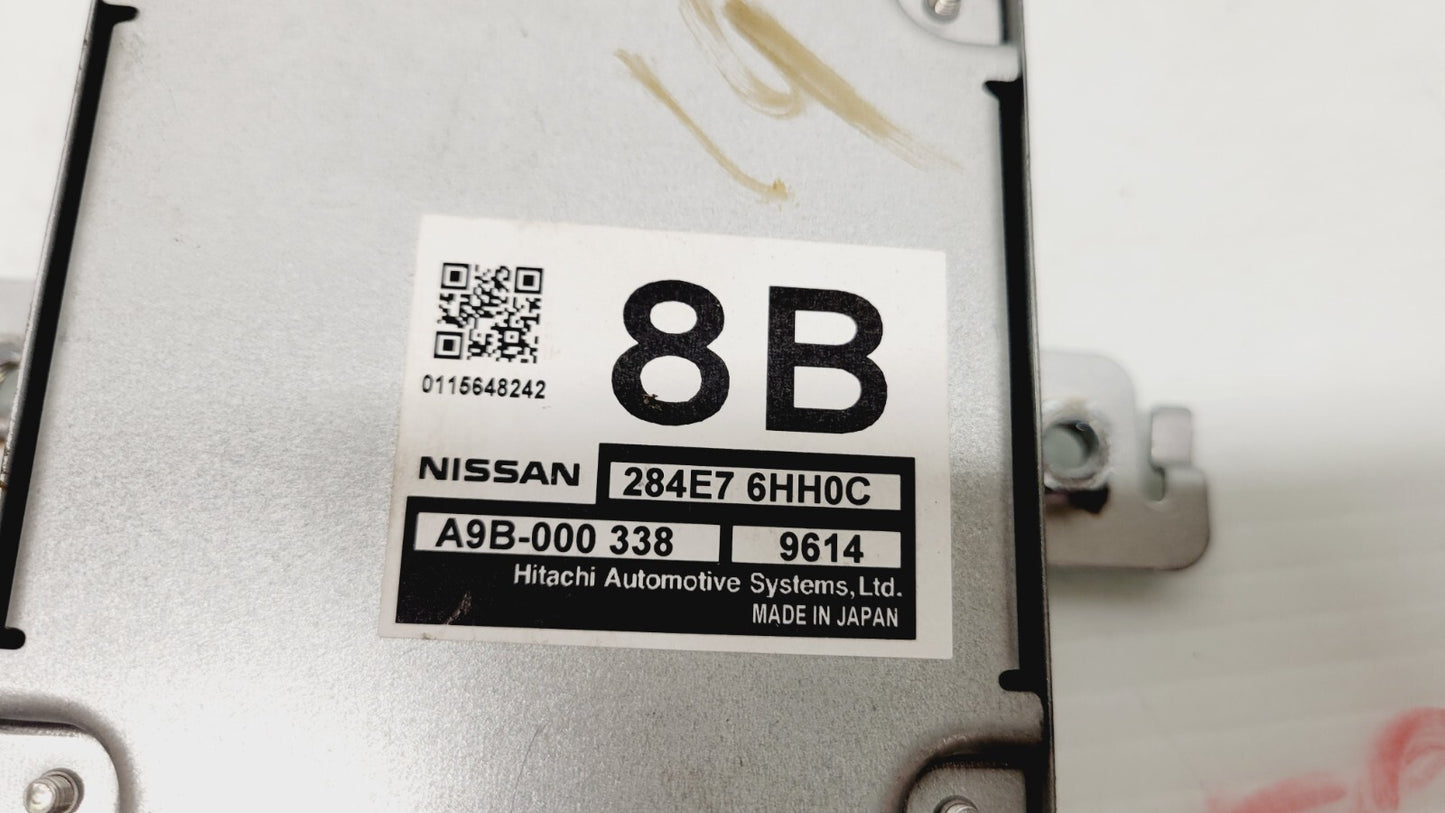 8B
0115648242
NISSAN 284E7 6HH0C
A9B-000 338 9614
Hitachi Automotive Systems,Ltd.
MADE IN JAPAN